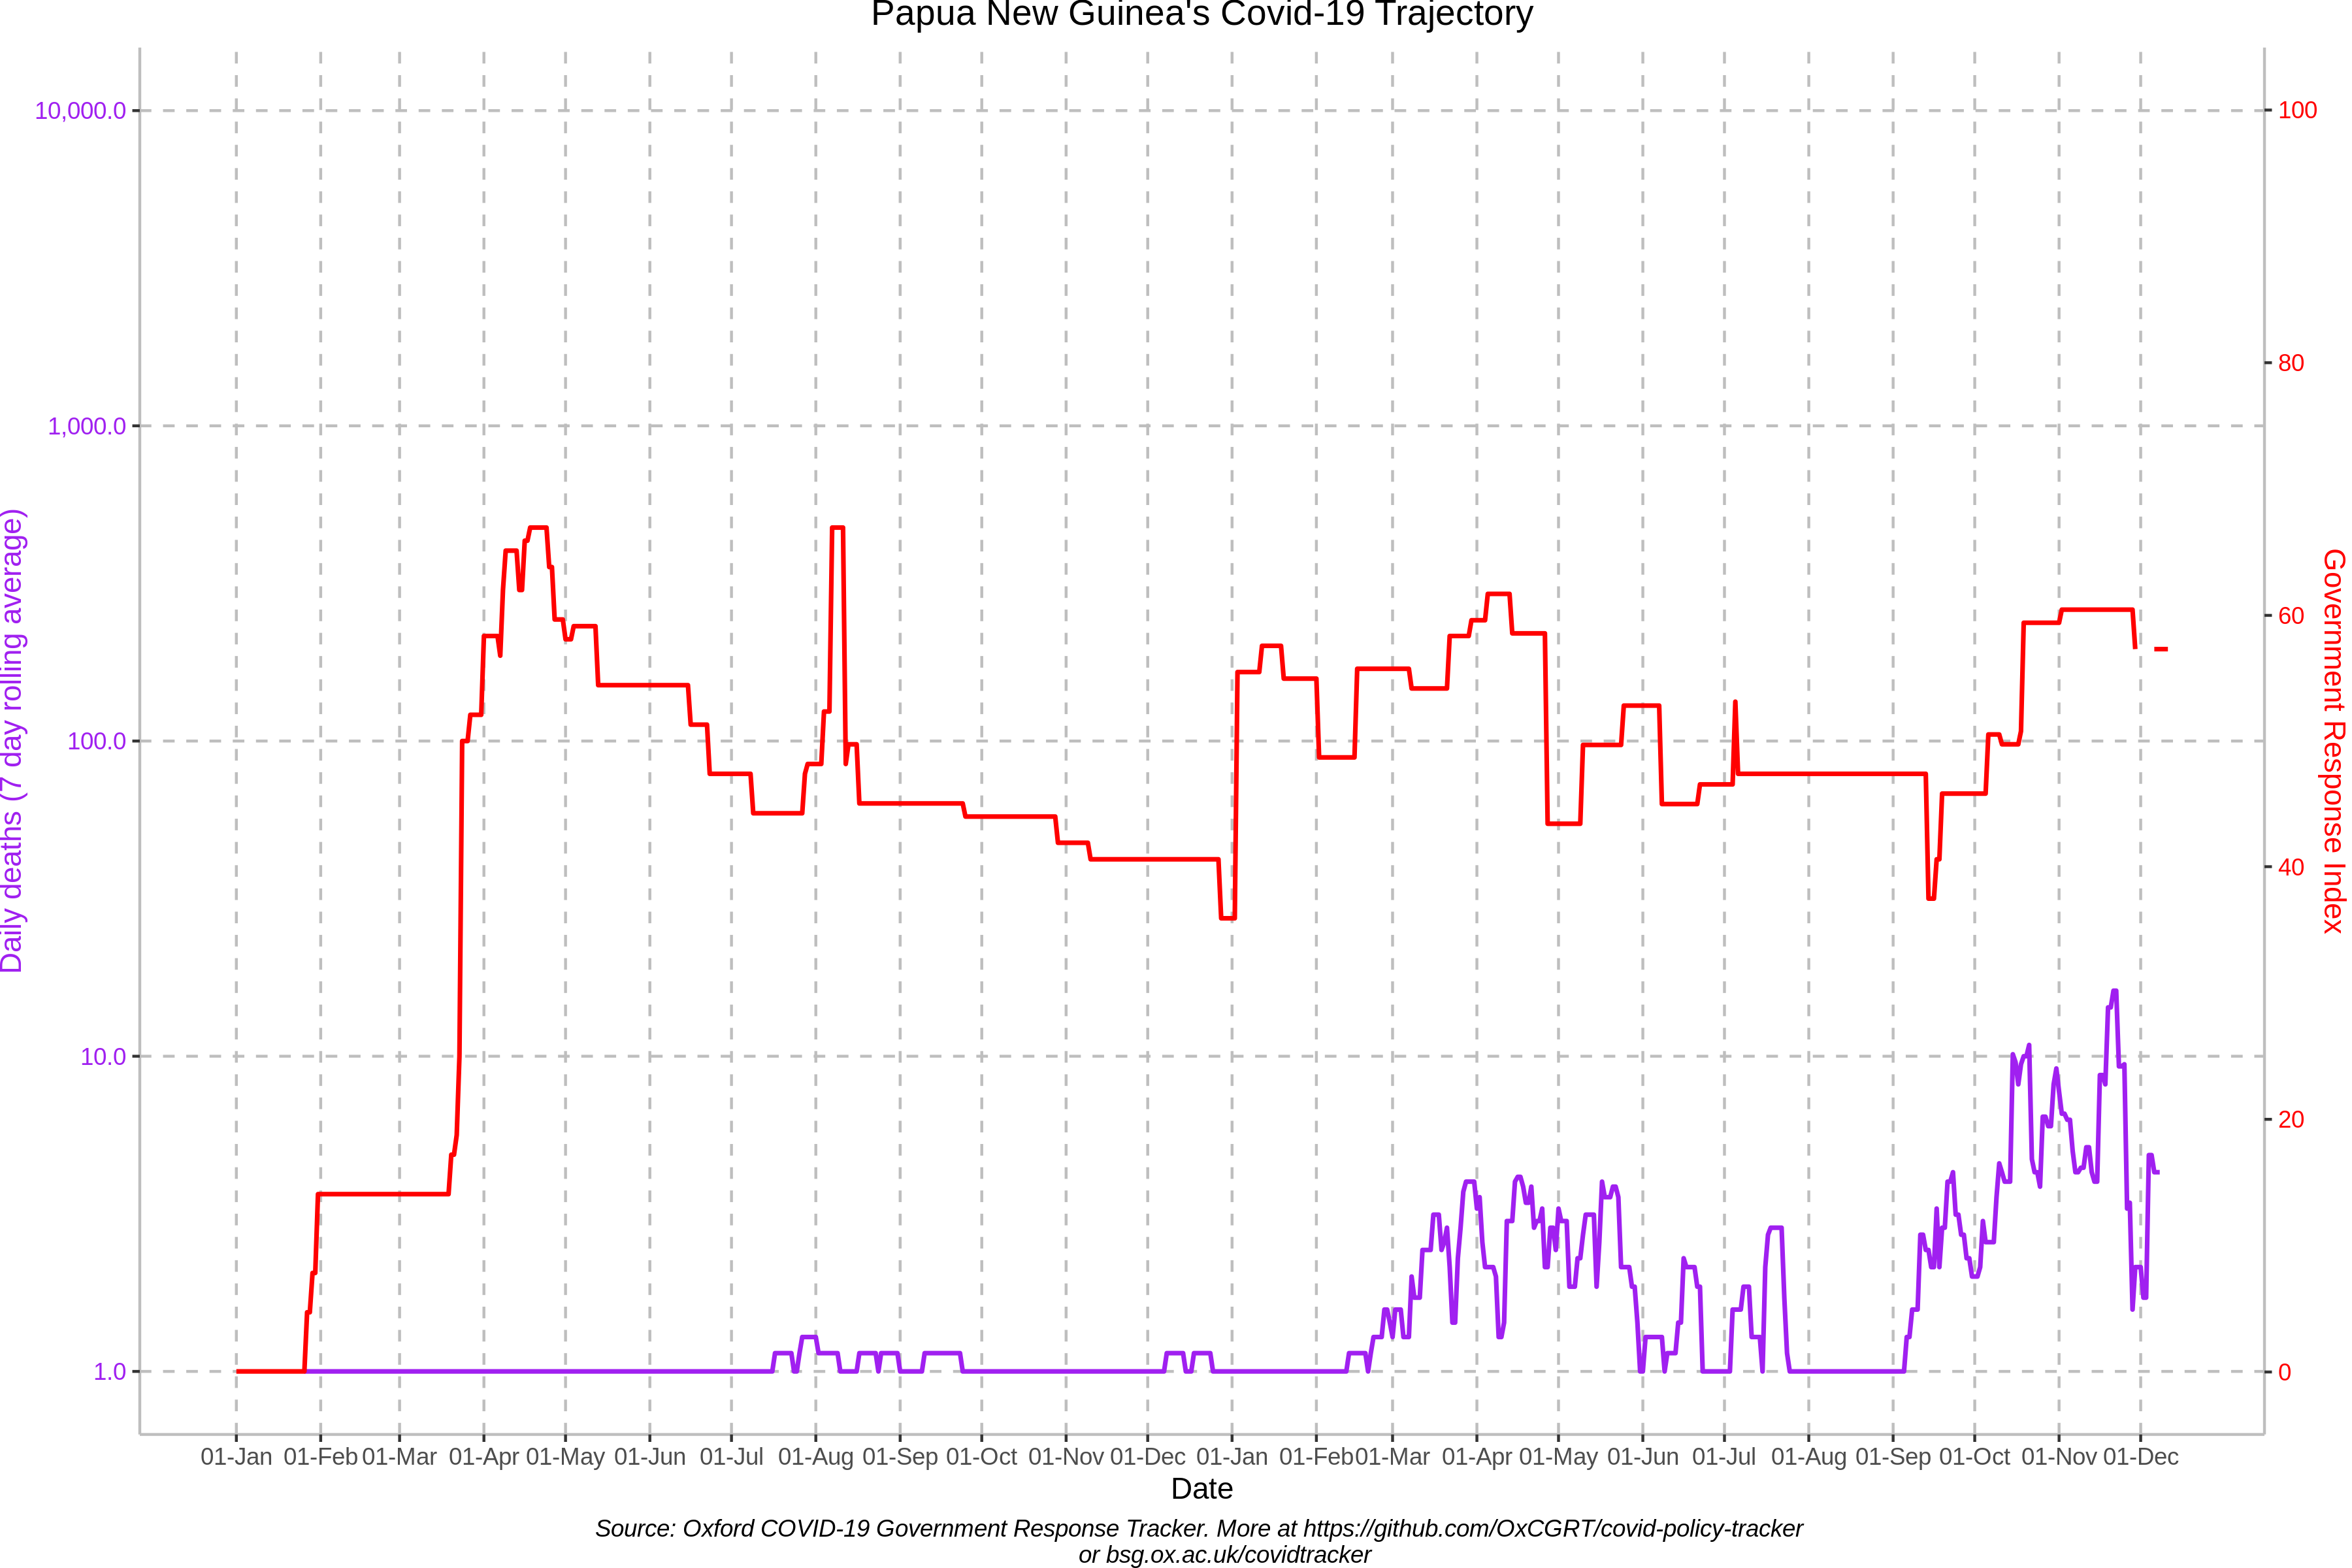 Papua New Guinea's Covid-19 Trajectory
10,000.0
1,000.0
100.0
10.0
1.0
Daily deaths (7 day rolling average)
100
80
60
40
20
0
Government Response Index
01-Jan 01-Feb 01-Mar 01-Apr 01-May 01-Jun 01-Jul 01-Aug 01-Sep 01-Oct 01-Nov 01-Dec 01-Jan 01-Feb 01-Mar 01-Apr 01-May 01-Jun 01-Jul 01-Aug 01-Sep 01-Oct 01-Nov 01-Dec
Date
Source: Oxford COVID-19 Government Response Tracker. More at https://github.com/OxCGRT/covid-policy-tracker
or bsg.ox.ac.uk/covidtracker